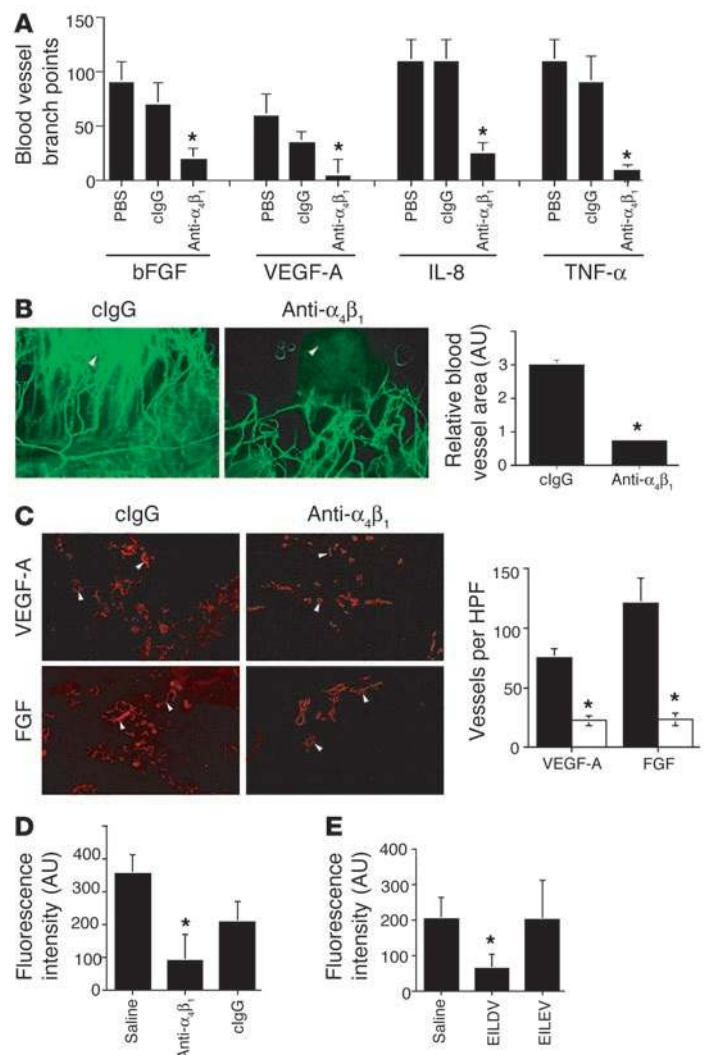 A
Blood vessel
branch points
150
100
50
0
PBS
cIgG
Anti-α₄β₁
PBS
cIgG
Anti-α₄β₁
PBS
cIgG
Anti-α₄β₁
PBS
cIgG
Anti-α₄β₁
*
*
*
*
bFGF
VEGF-A
IL-8
TNF-α
B
cIgG
Anti-α₄β₁
Relative blood
vessel area (AU)
3
2
1
0
*
cIgG
Anti-α₄β₁
C
cIgG
Anti-α₄β₁
VEGF-A
FGF
Vessels per HPF
150
100
50
0
*
*
VEGF-A
FGF
D
Fluorescence
intensity (AU)
400
300
200
100
0
*
Saline
Anti-α₄β₁
cIgG
E
Fluorescence
intensity (AU)
400
300
200
100
0
*
Saline
EILDV
EILEV